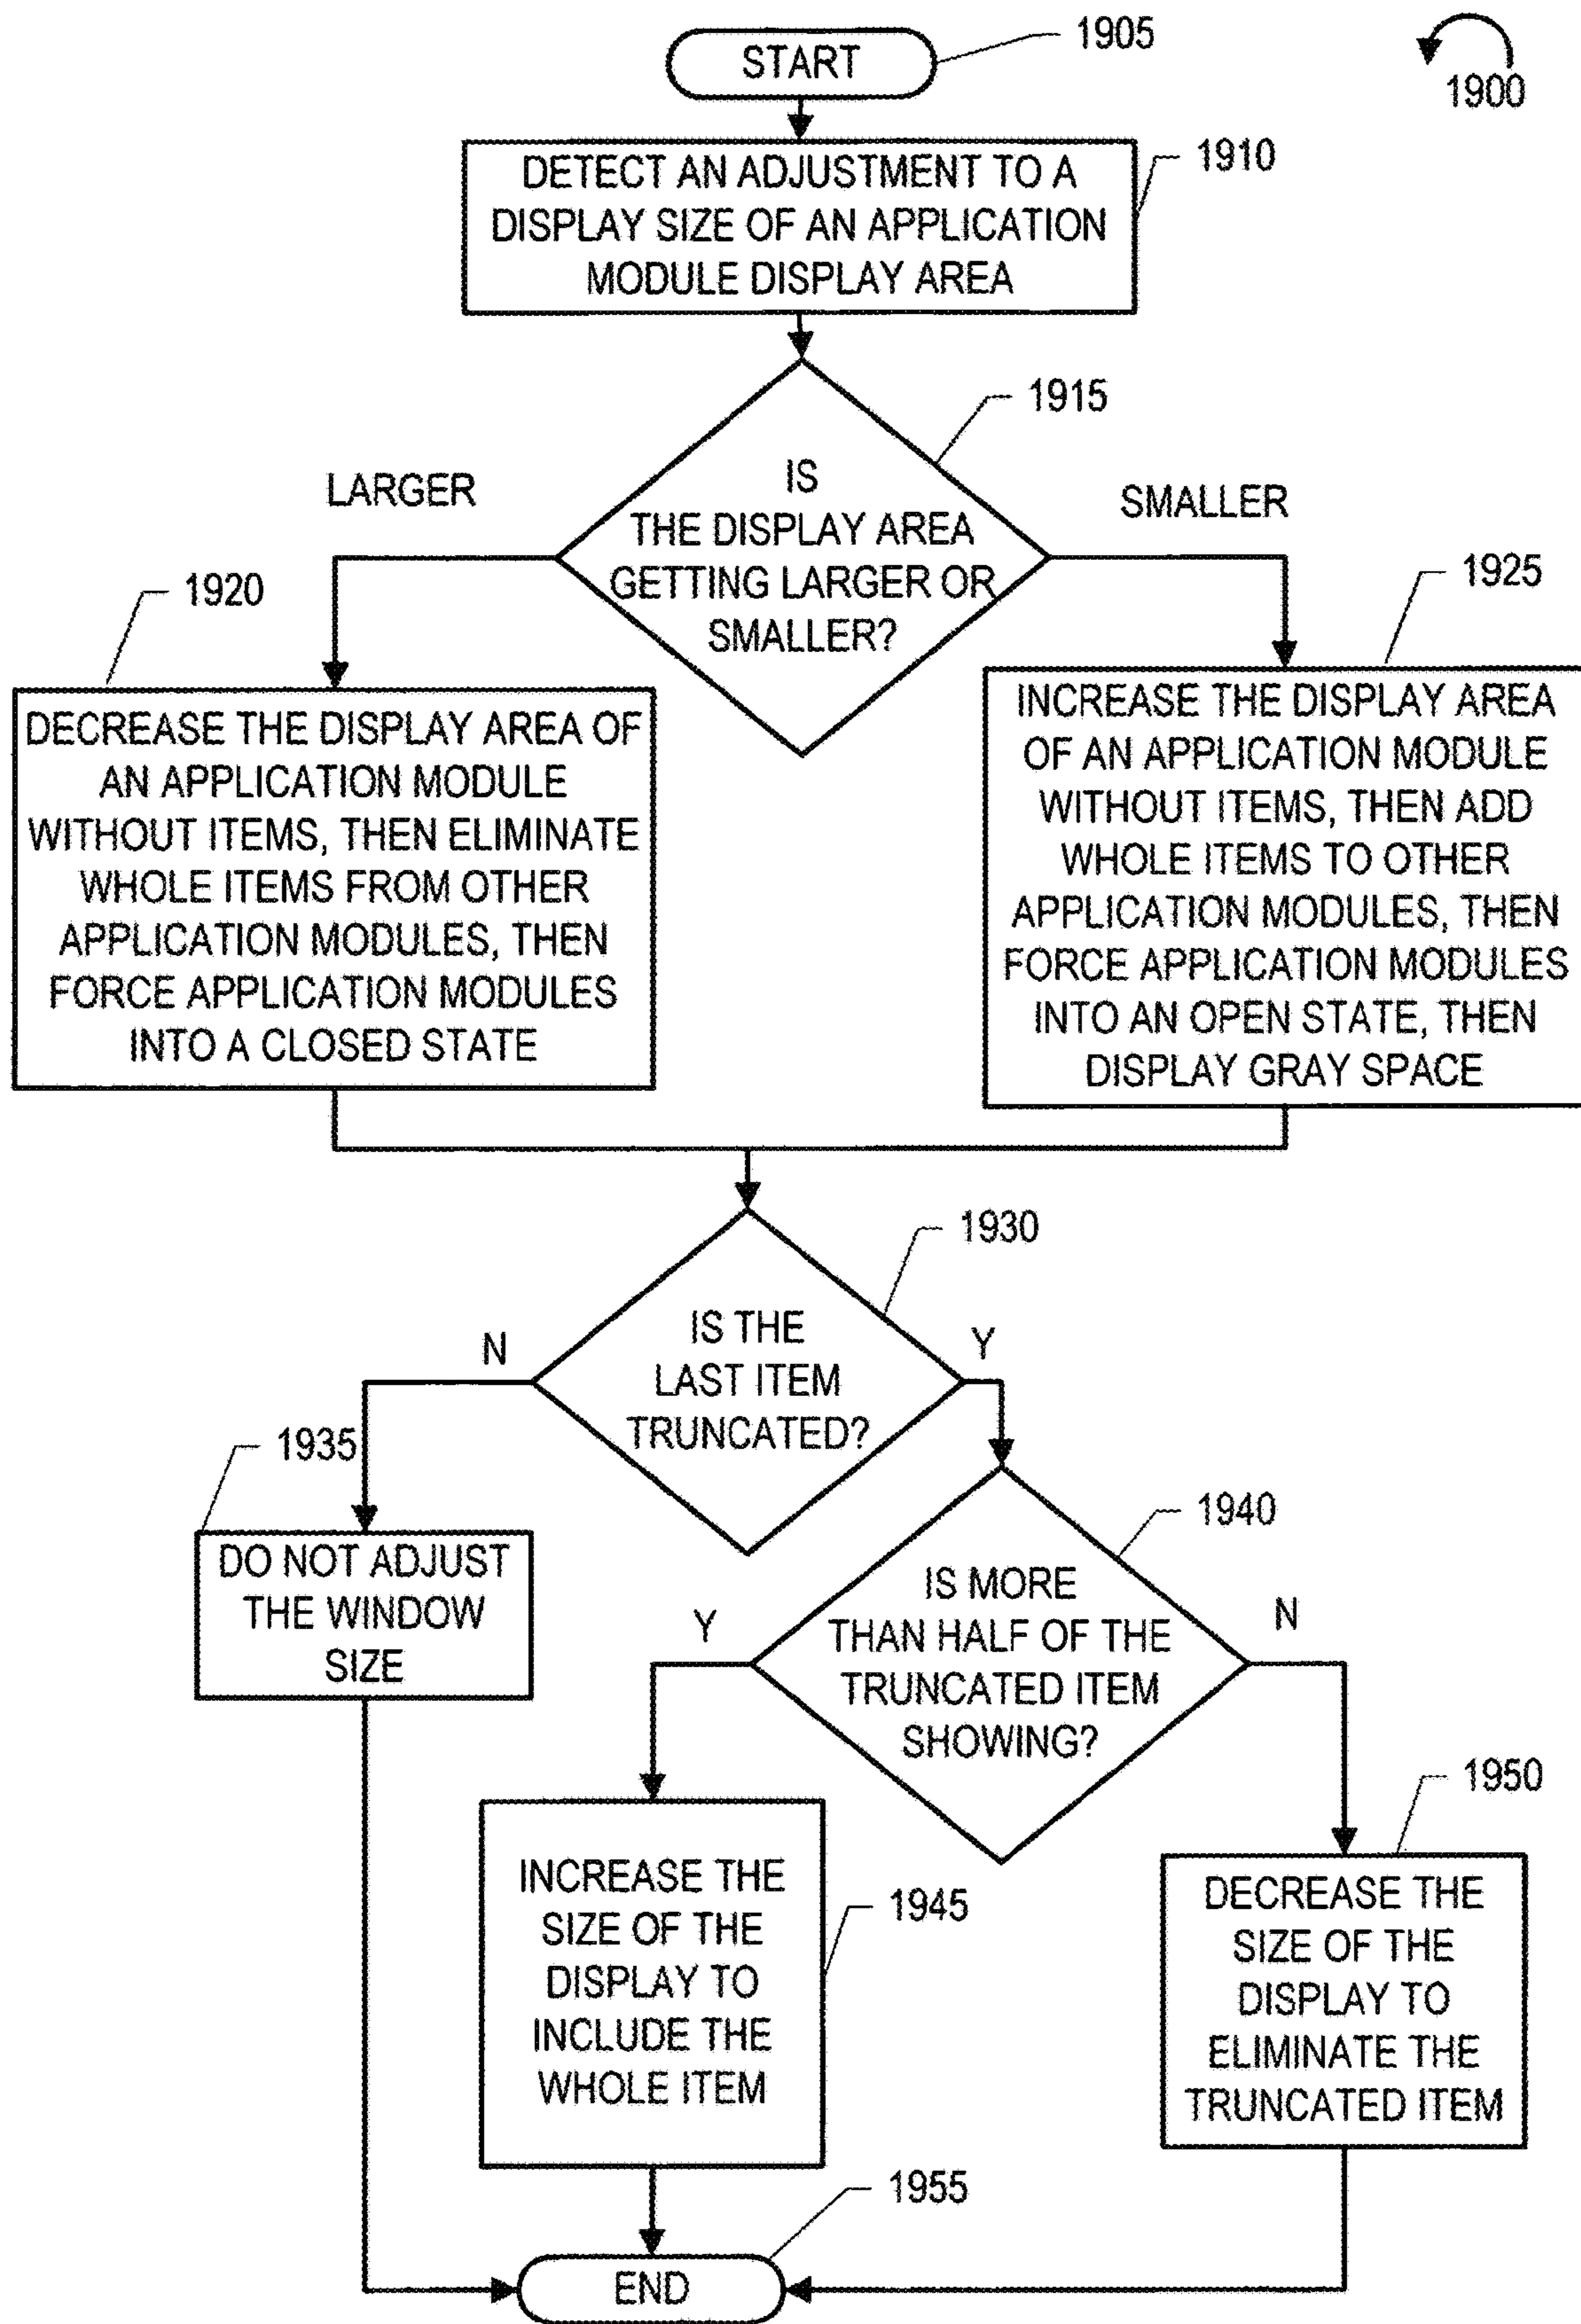 START
1905
1900
DETECT AN ADJUSTMENT TO A
DISPLAY SIZE OF AN APPLICATION
MODULE DISPLAY AREA
1910
IS
THE DISPLAY AREA
GETTING LARGER OR
SMALLER?
1915
LARGER
SMALLER
1920
DECREASE THE DISPLAY AREA OF
AN APPLICATION MODULE
WITHOUT ITEMS, THEN ELIMINATE
WHOLE ITEMS FROM OTHER
APPLICATION MODULES, THEN
FORCE APPLICATION MODULES
INTO A CLOSED STATE
1925
INCREASE THE DISPLAY AREA
OF AN APPLICATION MODULE
WITHOUT ITEMS, THEN ADD
WHOLE ITEMS TO OTHER
APPLICATION MODULES, THEN
FORCE APPLICATION MODULES
INTO AN OPEN STATE, THEN
DISPLAY GRAY SPACE
1930
IS THE
LAST ITEM
TRUNCATED?
N
Y
1935
DO NOT ADJUST
THE WINDOW
SIZE
1940
IS MORE
THAN HALF OF THE
TRUNCATED ITEM
SHOWING?
Y
N
INCREASE THE
SIZE OF THE
DISPLAY TO
INCLUDE THE
WHOLE ITEM
1945
1950
DECREASE THE
SIZE OF THE
DISPLAY TO
ELIMINATE THE
TRUNCATED ITEM
1955
END